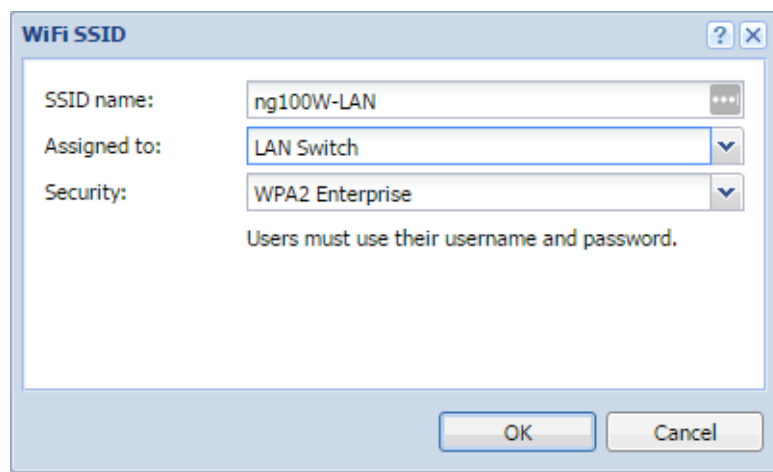 WiFi SSID
SSID name: ng100W-LAN
Assigned to: LAN Switch
Security: WPA2 Enterprise
Users must use their username and password.
OK Cancel